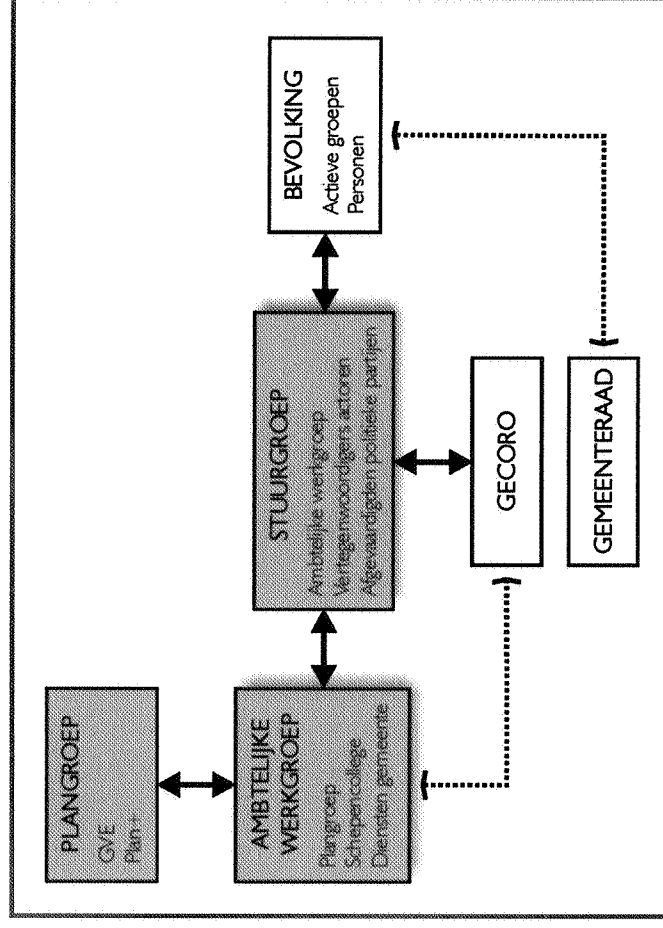 PLANGROEP
GVE
Plan+
AMBTELIJKE
WERKGROEP
Plangroep
Schepencollege
Diensten gemeente
STUURGROEP
Ambtelijke werkgroep
Vertegenwoordigers actoren
Afgevaardigden politieke partijen
BEVOLKING
Actieve groepen
Personen
GECORO
GEMEENTERAAD